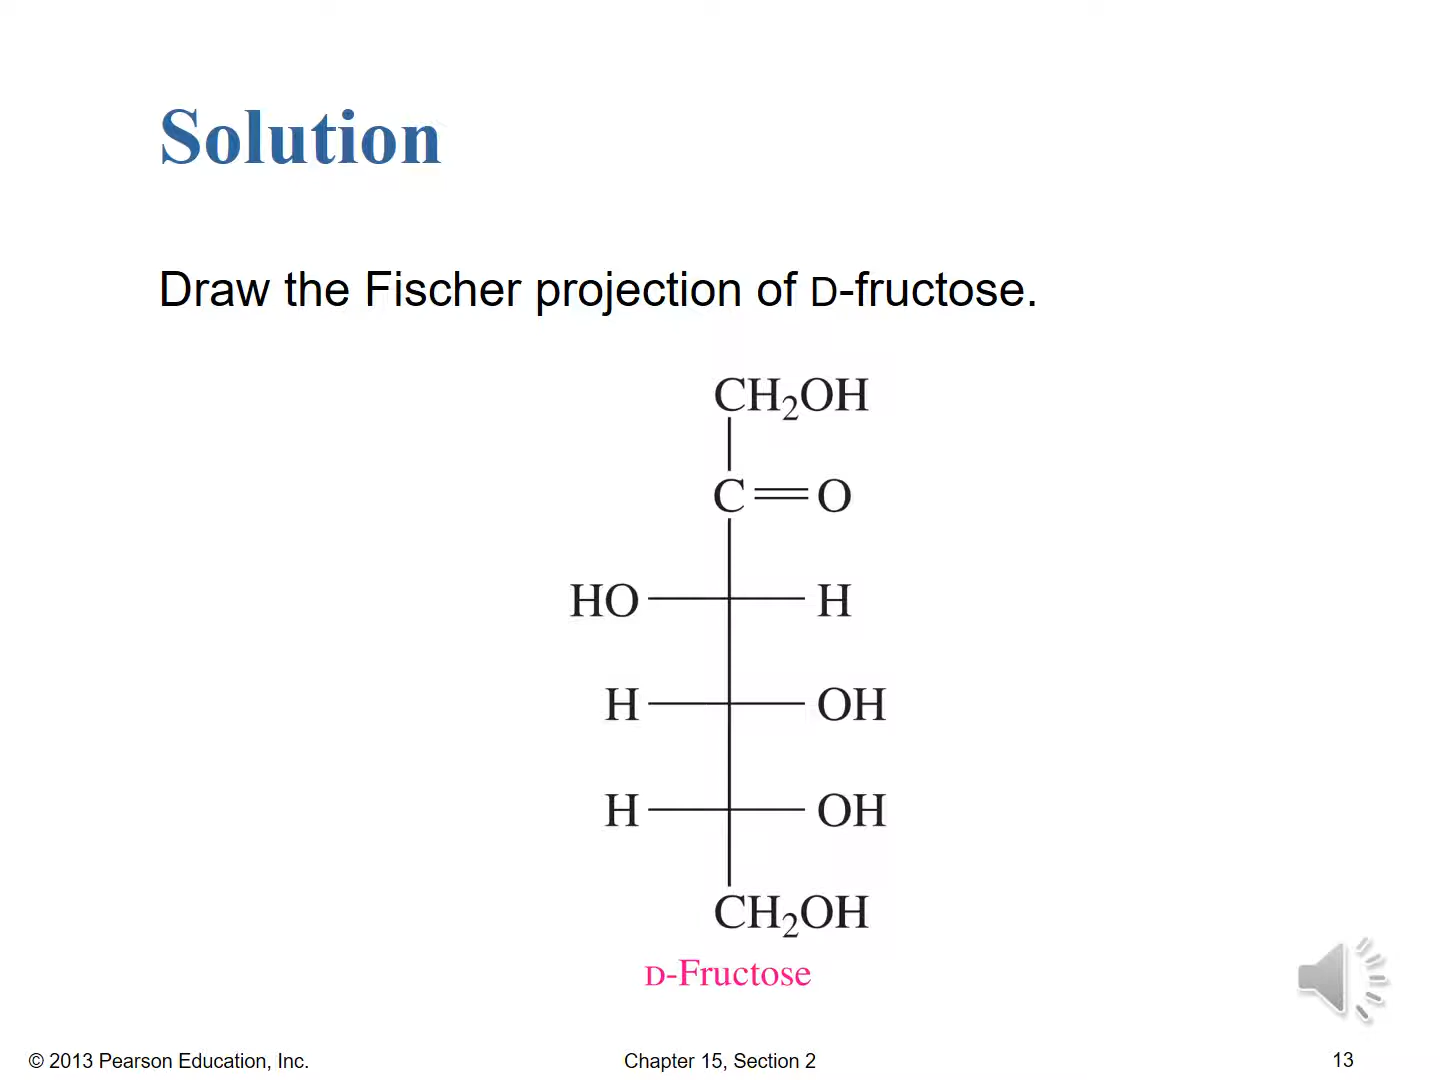 Solution
Draw the Fischer projection of D-fructose.
CH₂OH
C=O
HO H
H OH
H OH
CH₂OH
D-Fructose
© 2013 Pearson Education, Inc. Chapter 15, Section 2 13